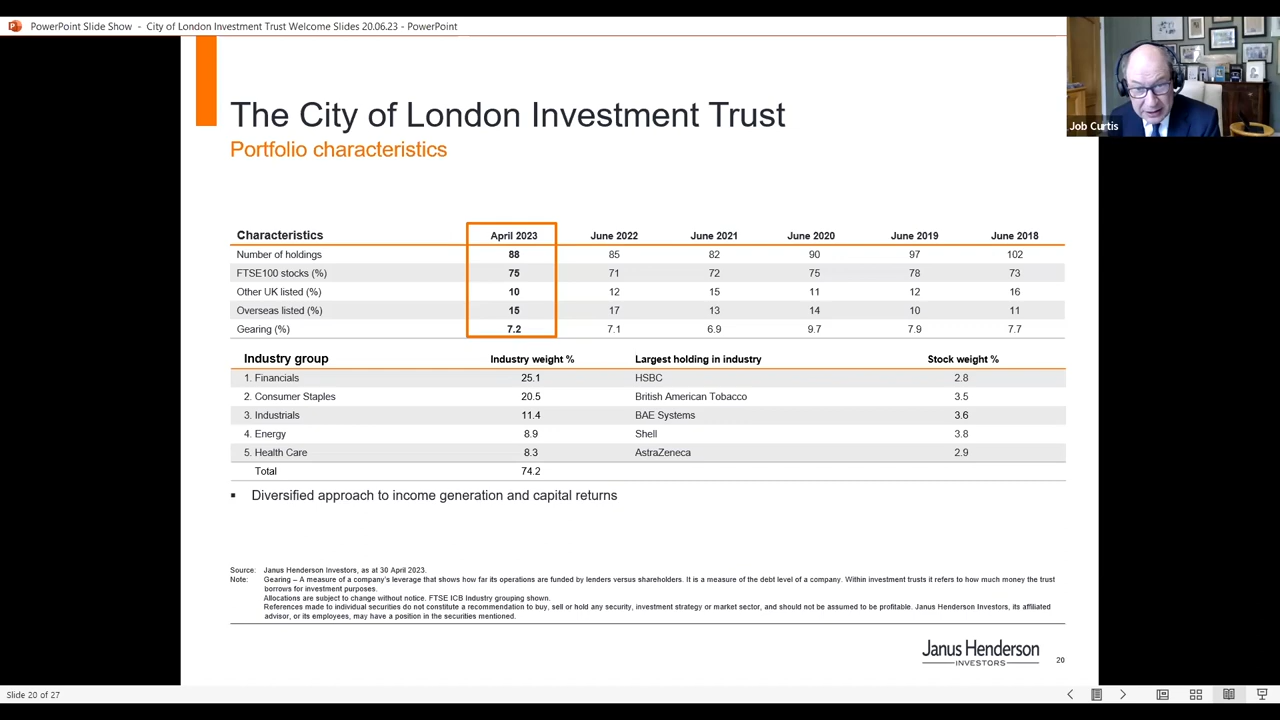 PowerPoint Slide Show - City of London Investment Trust Welcome Slides 20.06.23 - PowerPoint
Job Curtis
The City of London Investment Trust
Portfolio characteristics
Characteristics April 2023 June 2022 June 2021 June 2020 June 2019 June 2018
Number of holdings 88 85 82 90 97 102
FTSE100 stocks (%) 75 71 72 75 78 73
Other UK listed (%) 10 12 15 11 12 16
Overseas listed (%) 15 17 13 14 10 11
Gearing (%) 7.2 7.1 6.9 9.7 7.9 7.7
Industry group Industry weight % Largest holding in industry Stock weight %
1. Financials 25.1 HSBC 2.8
2. Consumer Staples 20.5 British American Tobacco 3.5
3. Industrials 11.4 BAE Systems 3.6
4. Energy 8.9 Shell 3.8
5. Health Care 8.3 AstraZeneca 2.9
Total 74.2
▪ Diversified approach to income generation and capital returns
Source: Janus Henderson Investors, as at 30 April 2023.
Note: Gearing – A measure of a company's leverage that shows how far its operations are funded by lenders versus shareholders. It is a measure of the debt level of a company. Within investment trusts it refers to how much money the trust
borrows for investment purposes.
Allocations are subject to change without notice. FTSE ICB Industry grouping shown.
References made to individual securities do not constitute a recommendation to buy, sell or hold any security, investment strategy or market sector, and should not be assumed to be profitable. Janus Henderson Investors, its affiliated
advisor, or its employees, may have a position in the securities mentioned.
Janus Henderson
INVESTORS
20
Slide 20 of 27